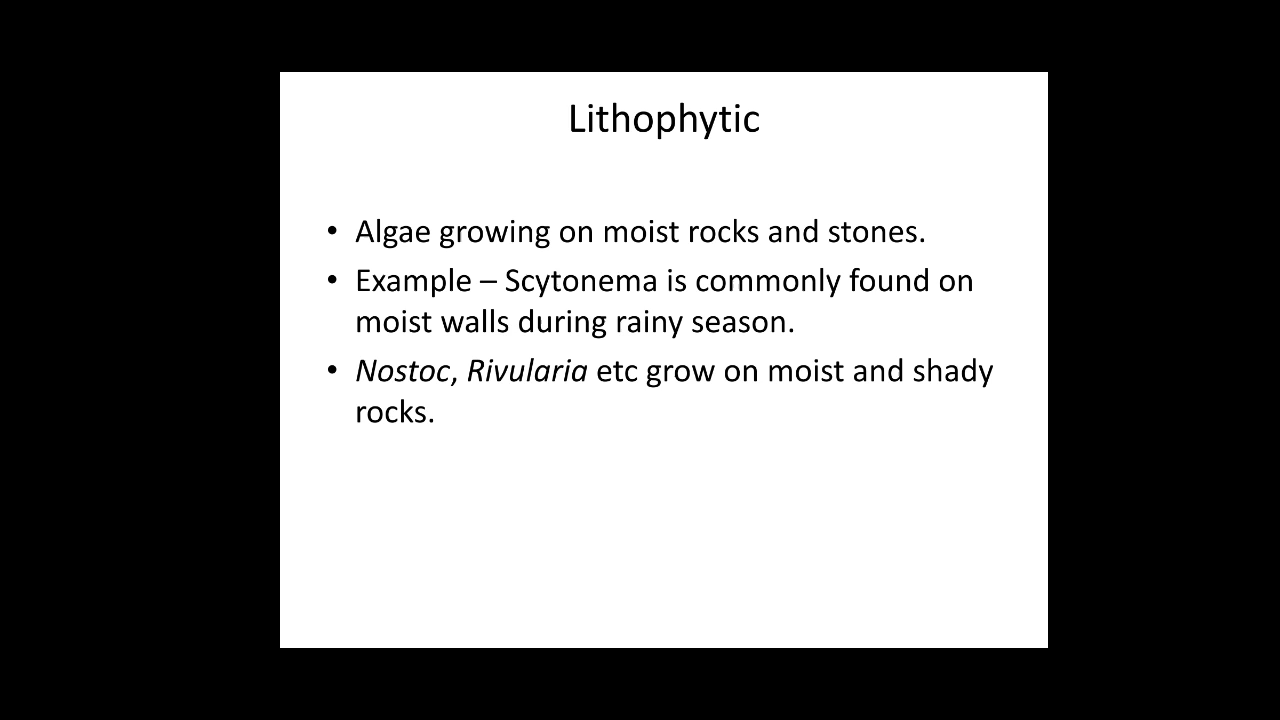 Lithophytic
• Algae growing on moist rocks and stones.
• Example – Scytonema is commonly found on
moist walls during rainy season.
• Nostoc, Rivularia etc grow on moist and shady
rocks.